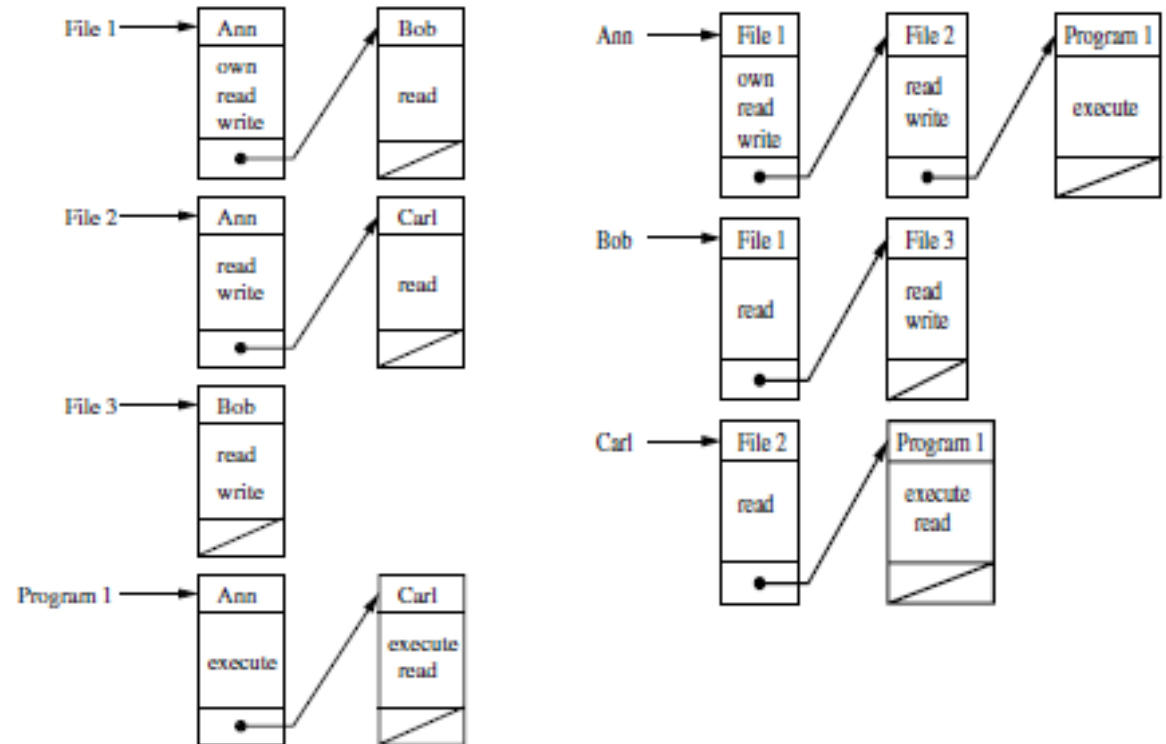 File 1
Ann
own
read
write
Bob
read
File 2
Ann
read
write
Carl
read
File 3
Bob
read
write
Program 1
Ann
execute
Carl
execute
read
Ann
File 1
own
read
write
File 2
read
write
Program 1
execute
Bob
File 1
read
File 3
read
write
Carl
File 2
read
Program 1
execute
read